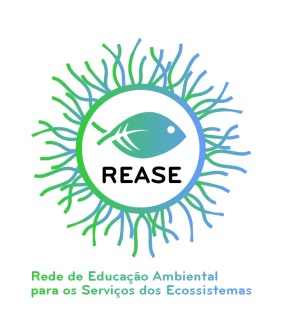 REASE
Rede de Educação Ambiental
para os Serviços dos Ecossistemas